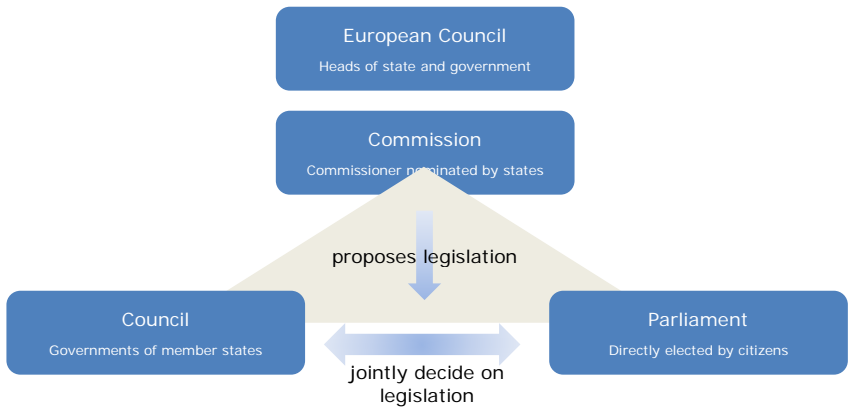 European Council
Heads of state and government
Commission
Commissioner nominated by states
proposes legislation
Council
Governments of member states
Parliament
Directly elected by citizens
jointly decide on
legislation